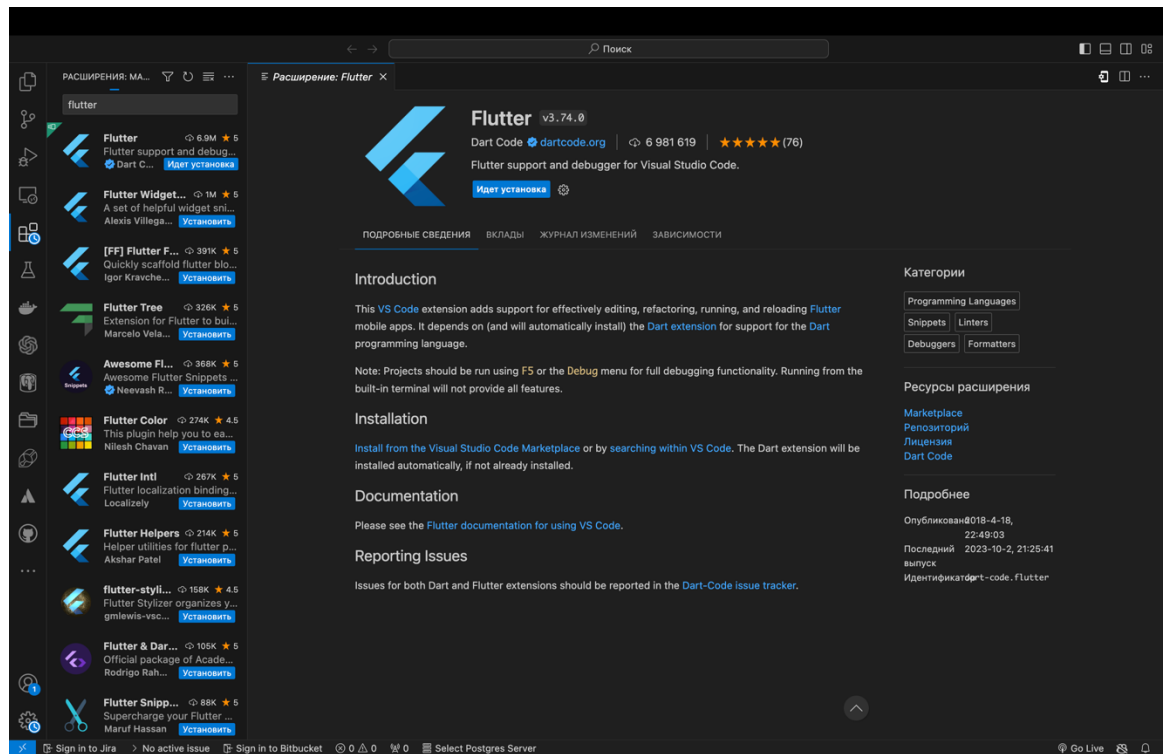 Поиск
РАСШИРЕНИЯ: МА...
flutter
Flutter 6.9M ★ 5
Flutter support and debug...
Dart C... Идет установка
Flutter Widget... 1M ★ 5
A set of helpful widget sni...
Alexis Villega... Установить
[FF] Flutter F... 391K ★ 5
Quickly scaffold flutter blo...
Igor Kravche... Установить
Flutter Tree 326K ★ 5
Extension for Flutter to bui...
Marcelo Vela... Установить
Snippets
Awesome Fl... 368K ★ 5
Awesome Flutter Snippets ...
Neevash R... Установить
Flutter Color 274K ★ 4.5
This plugin help you to ea...
Nilesh Chavan Установить
Flutter Intl 267K ★ 5
Flutter localization binding...
Localizely Установить
Flutter Helpers 214K ★ 5
Helper utilities for flutter p...
Akshar Patel Установить
flutter-styli... 158K ★ 4.5
Flutter Stylizer organizes y...
gmlewis-vsc... Установить
Flutter & Dar... 105K ★ 5
Official package of Acade...
Rodrigo Rah... Установить
Flutter Snipp... 88K ★ 5
Supercharge your Flutter ...
Maruf Hassan Установить
Расширение: Flutter ×
Flutter v3.74.0
Dart Code dartcode.org | 6 981 619 | ★★★★★(76)
Flutter support and debugger for Visual Studio Code.
Идет установка
ПОДРОБНЫЕ СВЕДЕНИЯ ВКЛАДЫ ЖУРНАЛ ИЗМЕНЕНИЙ ЗАВИСИМОСТИ
Introduction
This VS Code extension adds support for effectively editing, refactoring, running, and reloading Flutter
mobile apps. It depends on (and will automatically install) the Dart extension for support for the Dart
programming language.
Note: Projects should be run using F5 or the Debug menu for full debugging functionality. Running from the
built-in terminal will not provide all features.
Installation
Install from the Visual Studio Code Marketplace or by searching within VS Code. The Dart extension will be
installed automatically, if not already installed.
Documentation
Please see the Flutter documentation for using VS Code.
Reporting Issues
Issues for both Dart and Flutter extensions should be reported in the Dart-Code issue tracker.
Категории
Programming Languages
Snippets Linters
Debuggers Formatters
Ресурсы расширения
Marketplace
Репозиторий
Лицензия
Dart Code
Подробнее
Опубликовано 2018-4-18,
22:49:03
Последний 2023-10-2, 21:25:41
выпуск
Идентификатор dart-code.flutter
1
Sign in to Jira > No active issue Sign in to Bitbucket 0 0 0 Select Postgres Server
Go Live